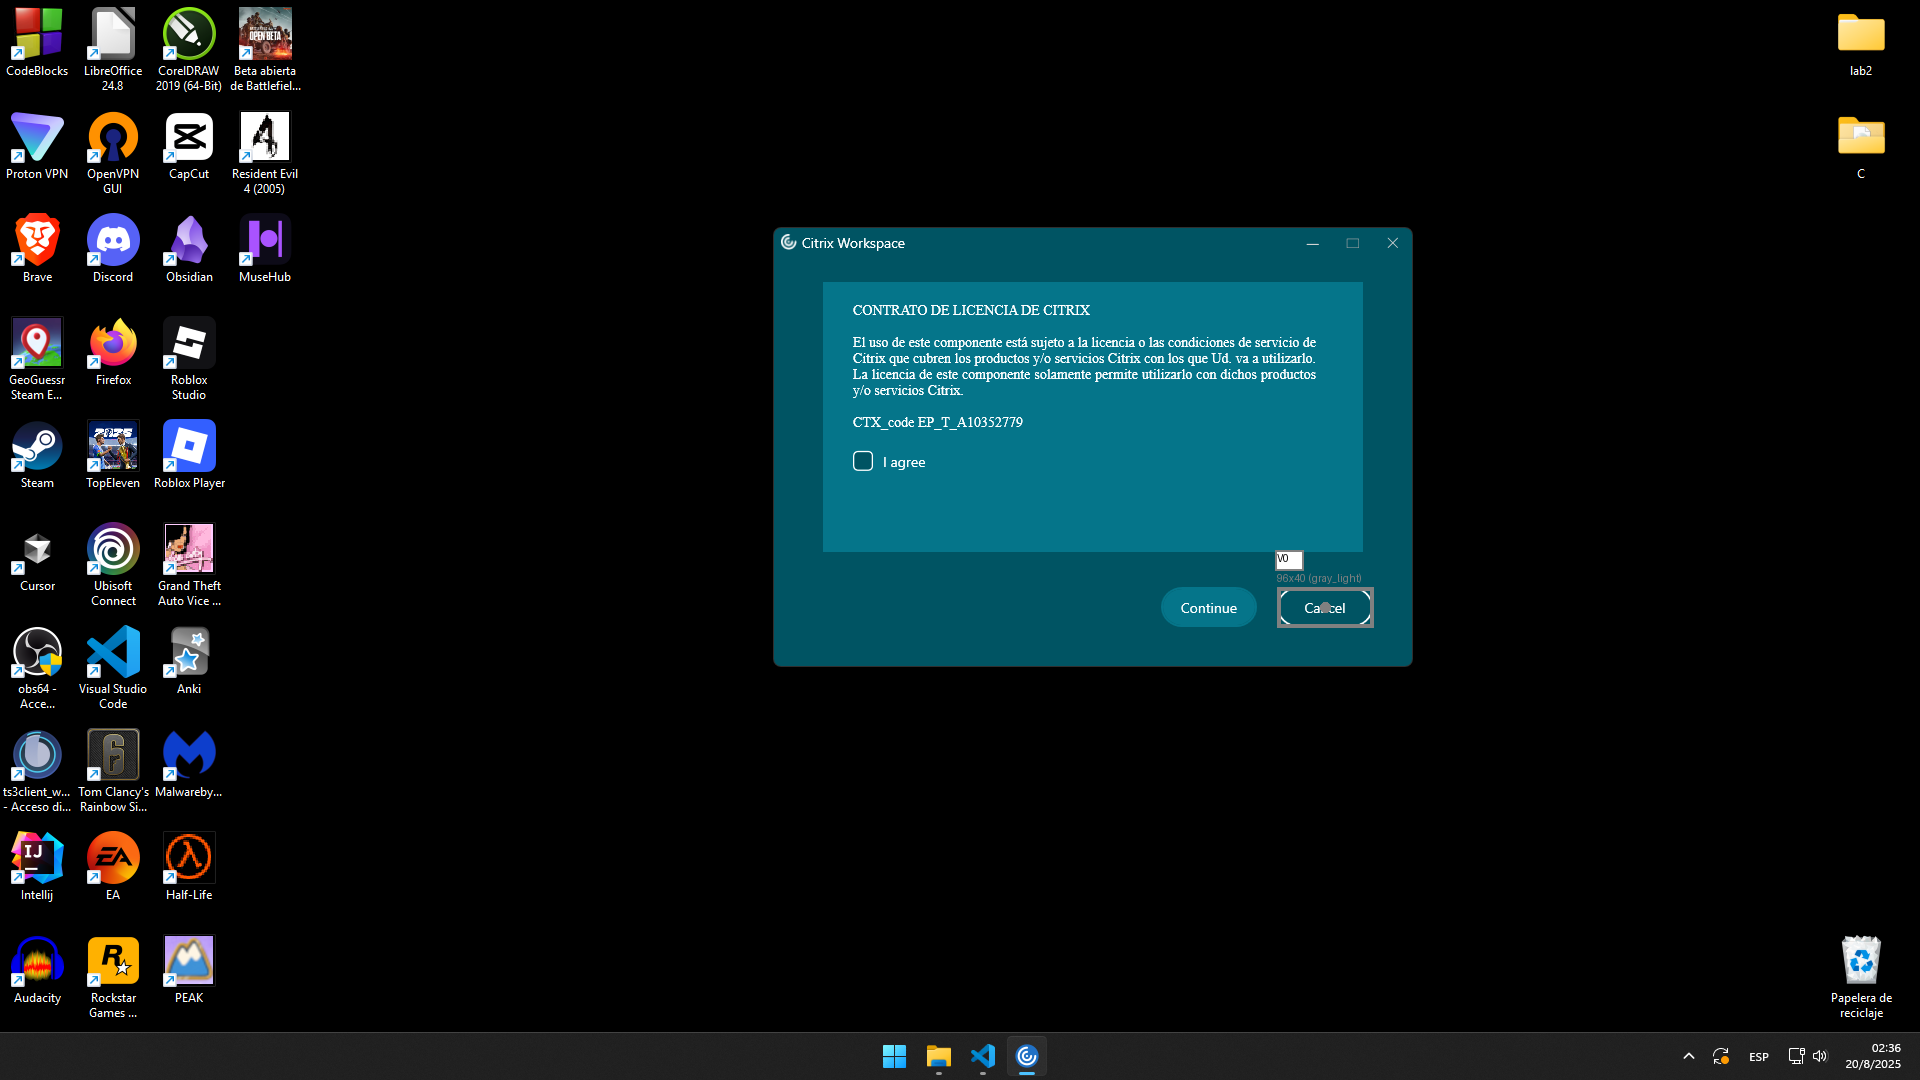 CodeBlocks
LibreOffice
24.8
CorelDRAW
2019 (64-Bit)
Beta abierta
de Battlefiel...
OPEN BETA
Proton VPN
OpenVPN
GUI
CapCut
Resident Evil
4 (2005)
Brave
Discord
Obsidian
MuseHub
GeoGuessr
Steam E...
Firefox
Roblox
Studio
Steam
TopEleven
Roblox Player
Cursor
Ubisoft
Connect
Grand Theft
Auto Vice ...
obs64 -
Acce...
Visual Studio
Code
Anki
ts3client_w...
- Acceso di...
Tom Clancy's
Rainbow Si...
Malwareby...
Intellij
EA
Half-Life
Audacity
Rockstar
Games ...
PEAK
lab2
C
Citrix Workspace
CONTRATO DE LICENCIA DE CITRIX
El uso de este componente está sujeto a la licencia o las condiciones de servicio de
Citrix que cubren los productos y/o servicios Citrix con los que Ud. va a utilizarlo.
La licencia de este componente solamente permite utilizarlo con dichos productos
y/o servicios Citrix.
CTX_code EP_T_A10352779
I agree
V0
96x40 (gray_light)
Continue
Cancel
Papelera de
reciclaje
ESP
02:36
20/8/2025